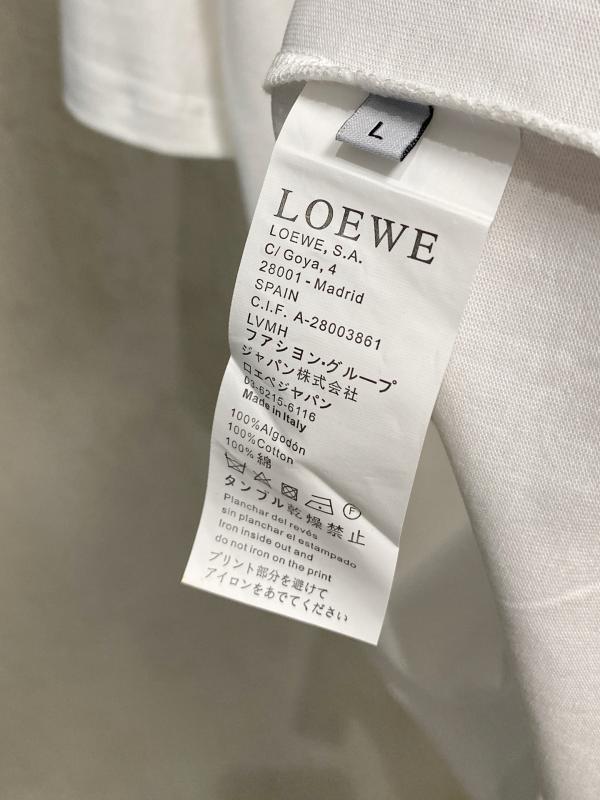 L
LOEWE
LOEWE, S.A.
C/ Goya, 4
28001 - Madrid
SPAIN
C.I.F. A-28003861
LVMH
ファション・グループ
ジャパン株式会社
ロエベジャパン
03-6215-6116
Made in Italy
100%Algodón
100%Cotton
100% 綿
F
タンブル乾燥禁止
Planchar del revés
sin planchar el estampado
Iron inside out and
do not iron on the print
プリント部分を避けて
アイロンをあでてください